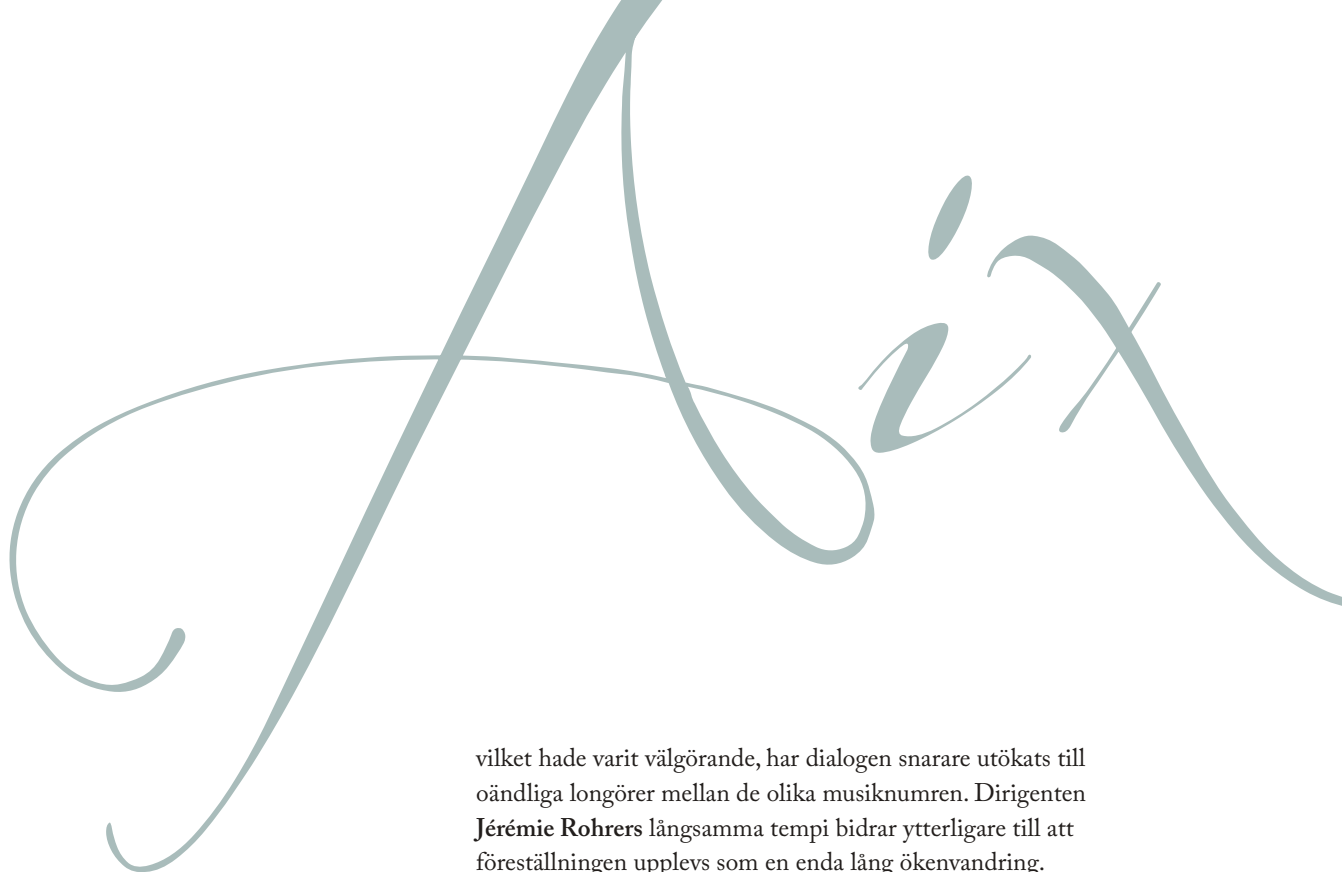 Aix
vilket hade varit välgörande, har dialogen snarare utökats till
oändliga longörer mellan de olika musiknumren. Dirigenten
Jérémie Rohrers långsamma tempi bidrar ytterligare till att
föreställningen upplevs som en enda lång ökenvandring.